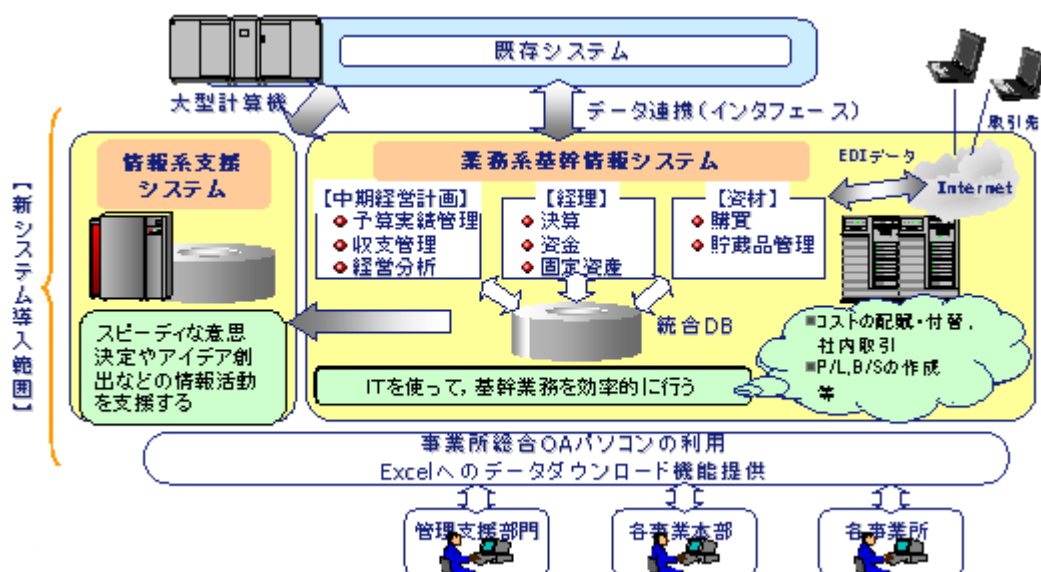 既存システム
大型計算機
データ連携(インタフェース)
取引先
【新システム導入範囲】
情報系支援
システム
業務系基幹情報システム
EDIデータ
Internet
【中期経営計画】
予算実績管理
収支管理
経営分析
【経理】
決算
資金
固定資産
【資材】
購買
貯蔵品管理
統合DB
スピーディな意思
決定やアイデア創
出などの情報活動
を支援する
ITを使って,基幹業務を効率的に行う
■コストの配賦・付替,
社内取引
■P/L,B/Sの作成
等
事業所総合OAパソコンの利用
Excelへのデータダウンロード機能提供
管理支援部門
各事業本部
各事業所